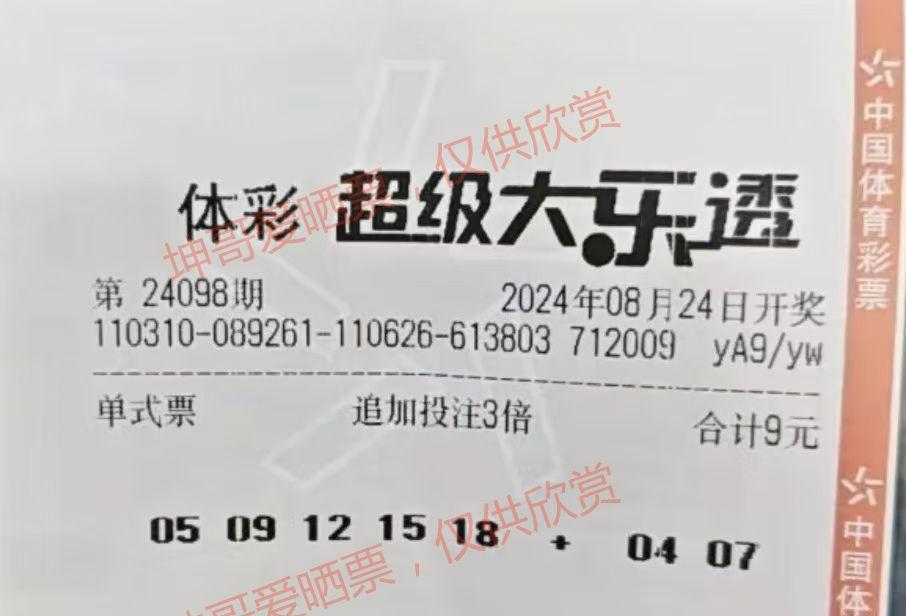 体彩 超级大乐透
坤哥爱晒票，仅供欣赏
第 24098期 2024年08月24日开奖
110310-089261-110626-613803 712009 yA9/yw
单式票 追加投注3倍 合计9元
05 09 12 15 18 + 04 07
坤哥爱晒票，仅供欣赏
中国体育彩票
中国体